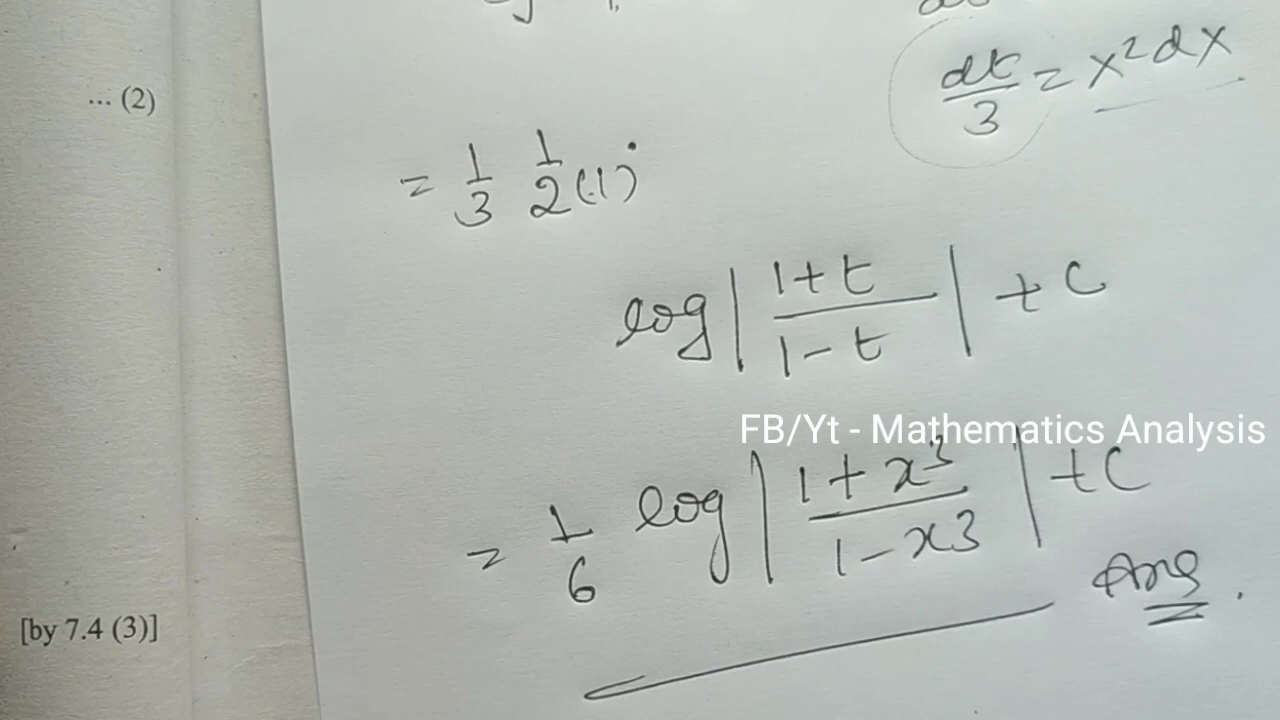 dt/3 = x²dx
... (2)
= 1/3 1/2(1)
log | 1+t / 1-t | + C
FB/Yt - Mathematics Analysis
= 1/6 log | 1+x³ / 1-x3 | + C
Ans.
[by 7.4 (3)]